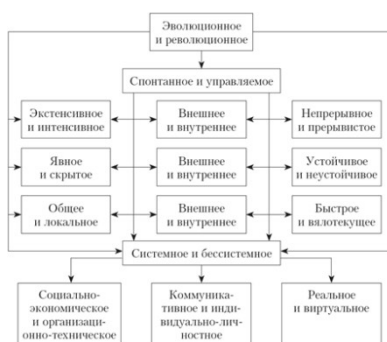 Эволюционное
и революционное
Спонтанное и управляемое
Экстенсивное
и интенсивное
Внешнее
и внутреннее
Непрерывное
и прерывистое
Явное
и скрытое
Внешнее
и внутреннее
Устойчивое
и неустойчивое
Общее
и локальное
Внешнее
и внутреннее
Быстрое
и вялотекущее
Системное и бессистемное
Социально-
экономическое
и организаци-
онно-техническое
Коммуника-
тивное и инди-
видуально-лич-
ностное
Реальное
и виртуальное